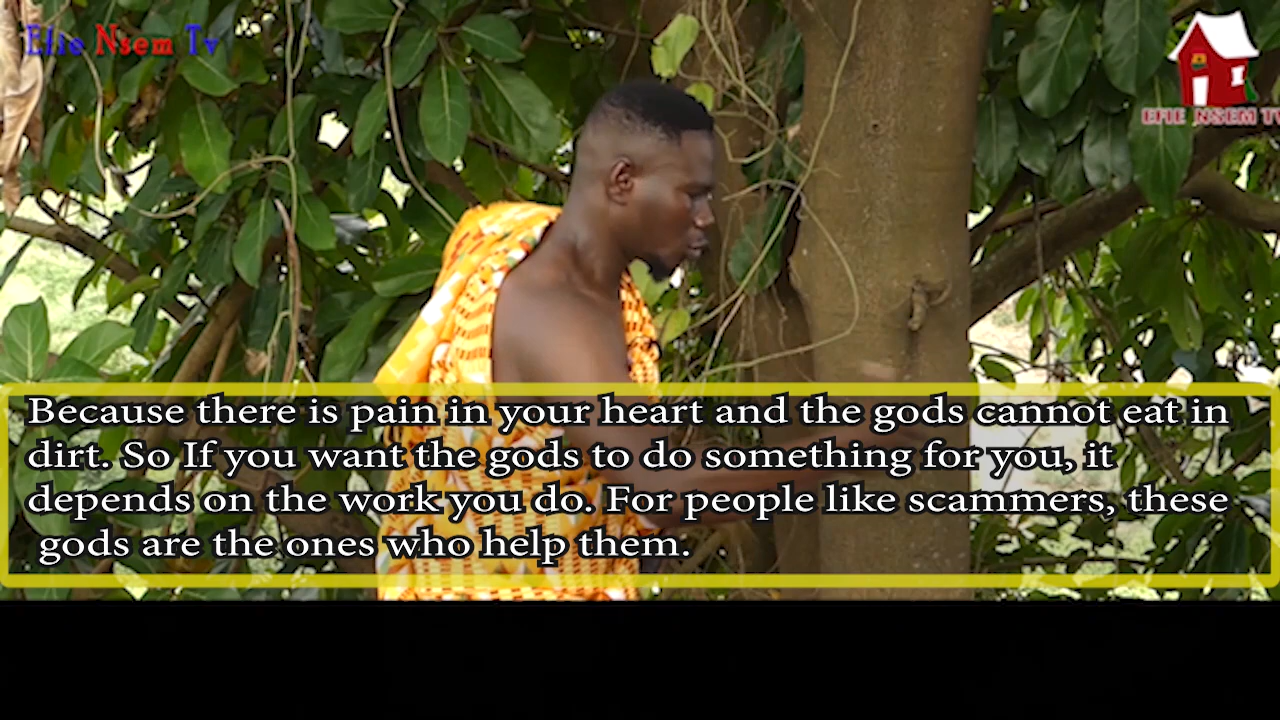 Efie Nsem Tv
EFIE NSEM TV
Because there is pain in your heart and the gods cannot eat in
dirt. So If you want the gods to do something for you, it
depends on the work you do. For people like scammers, these
gods are the ones who help them.